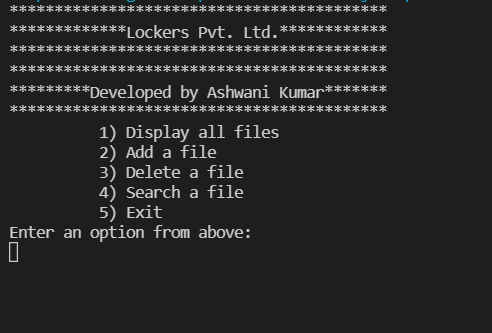 ******************************************
*************Lockers Pvt. Ltd.************
******************************************
******************************************
*********Developed by Ashwani Kumar*******
******************************************
1) Display all files
2) Add a file
3) Delete a file
4) Search a file
5) Exit
Enter an option from above: